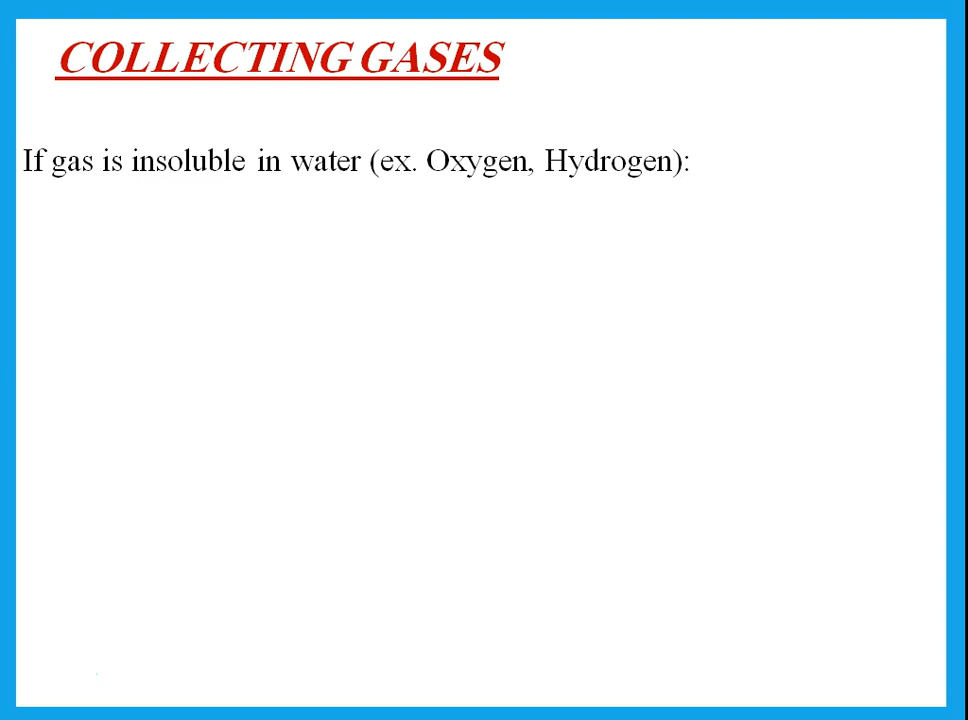 COLLECTING GASES
If gas is insoluble in water (ex. Oxygen, Hydrogen):